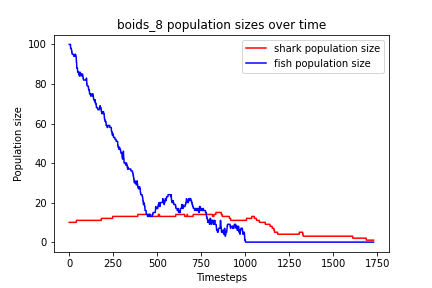 boids_8 population sizes over time
shark population size
fish population size
Population size
100
80
60
40
20
0
0 250 500 750 1000 1250 1500 1750
Timesteps